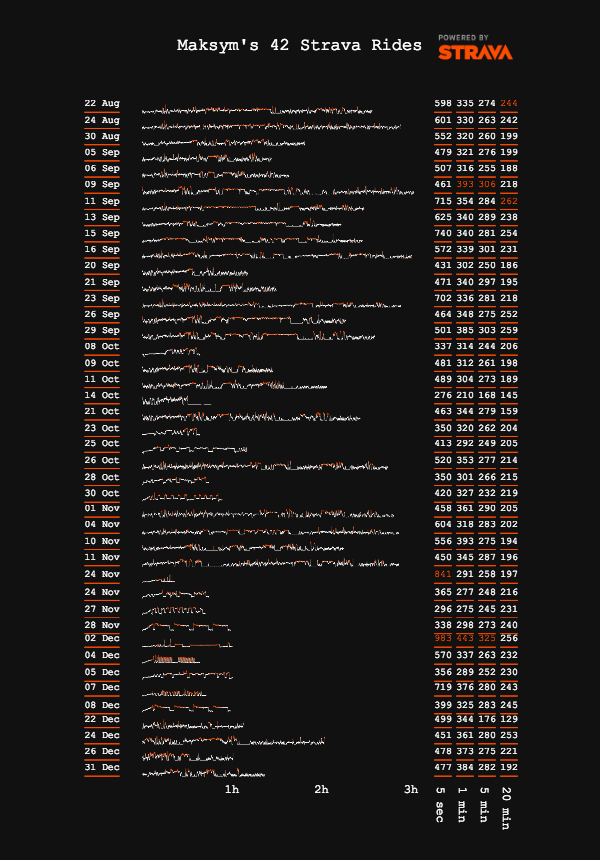 Maksym's 42 Strava Rides
POWERED BY
STRAVA
22 Aug 598 335 274 244
24 Aug 601 330 263 242
30 Aug 552 320 260 199
05 Sep 479 321 276 199
06 Sep 507 316 255 188
09 Sep 461 393 306 218
11 Sep 715 354 284 262
13 Sep 625 340 289 238
15 Sep 740 340 281 254
16 Sep 572 339 301 231
20 Sep 431 302 250 186
21 Sep 471 340 297 195
23 Sep 702 336 281 218
26 Sep 464 348 275 252
29 Sep 501 385 303 259
08 Oct 337 314 244 206
09 Oct 481 312 261 198
11 Oct 489 304 273 189
14 Oct 276 210 168 145
21 Oct 463 344 279 159
23 Oct 350 320 262 204
25 Oct 413 292 249 205
26 Oct 520 353 277 214
28 Oct 350 301 266 215
30 Oct 420 327 232 219
01 Nov 458 361 290 205
04 Nov 604 318 283 202
10 Nov 556 393 275 194
11 Nov 450 345 287 196
24 Nov 841 291 258 197
24 Nov 365 277 248 216
27 Nov 296 275 245 231
28 Nov 338 298 273 240
02 Dec 983 443 325 256
04 Dec 570 337 263 232
05 Dec 356 289 252 230
07 Dec 719 376 280 243
08 Dec 399 325 283 245
22 Dec 499 344 176 129
24 Dec 451 361 280 253
26 Dec 478 373 275 221
31 Dec 477 384 282 192
1h 2h 3h
5 sec
1 min
5 min
20 min